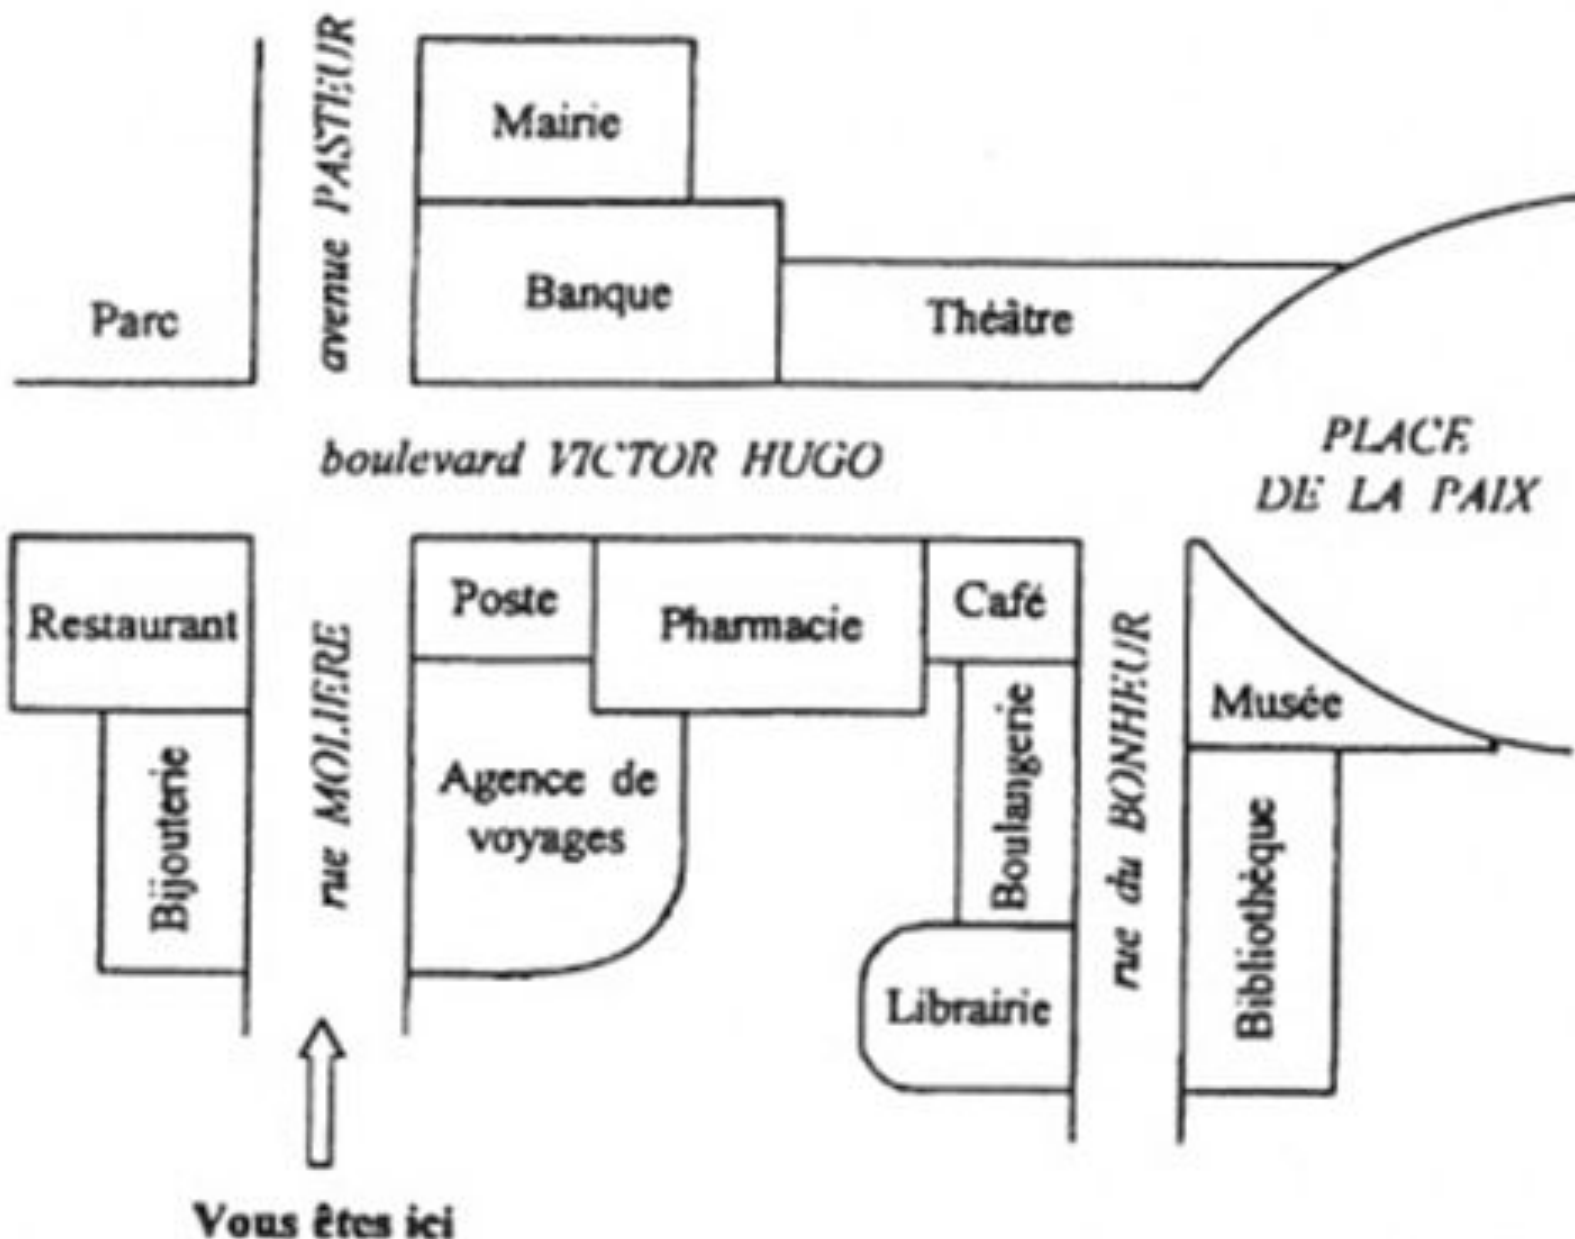 avenue PASTEUR
Mairie
Banque
Parc
Théâtre
boulevard VICTOR HUGO
PLACE
DE LA PAIX
Restaurant
Poste
Pharmacie
Café
rue MOLIERE
Bijouterie
Agence de
voyages
Boulangerie
rue du BONHEUR
Musée
Bibliothèque
Librairie
Vous êtes ici